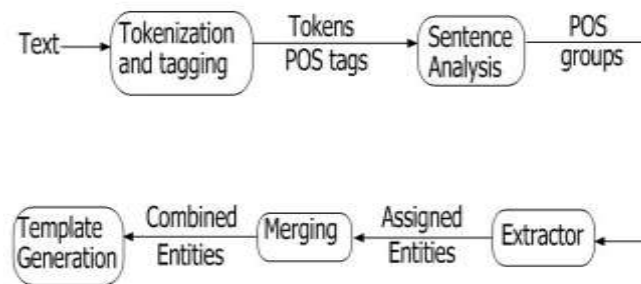 Text
Tokenization
and tagging
Tokens
POS tags
Sentence
Analysis
POS
groups
Template
Generation
Combined
Entities
Merging
Assigned
Entities
Extractor